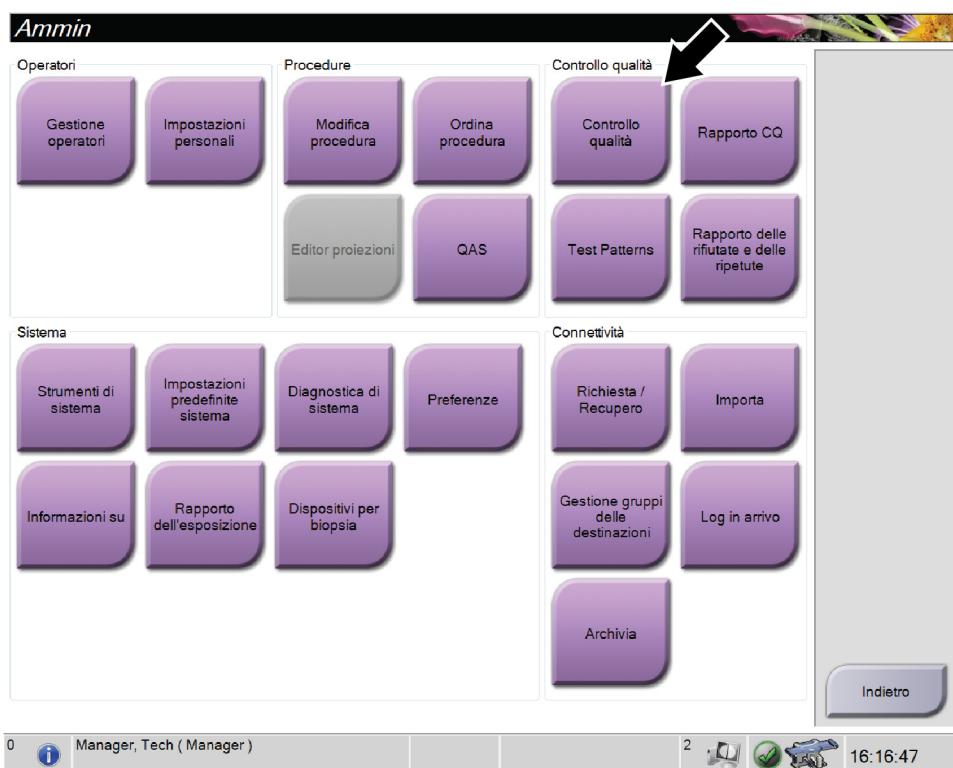 Ammin
Operatori
Gestione
operatori
Impostazioni
personali
Procedure
Modifica
procedura
Ordina
procedura
Editor proiezioni
QAS
Controllo qualità
Controllo
qualità
Rapporto CQ
Test Patterns
Rapporto delle
rifiutate e delle
ripetute
Sistema
Strumenti di
sistema
Impostazioni
predefinite
sistema
Diagnostica di
sistema
Preferenze
Informazioni su
Rapporto
dell'esposizione
Dispositivi per
biopsia
Connettività
Richiesta /
Recupero
Importa
Gestione gruppi
delle
destinazioni
Log in arrivo
Archivia
Indietro
0
Manager, Tech ( Manager )
2
16:16:47